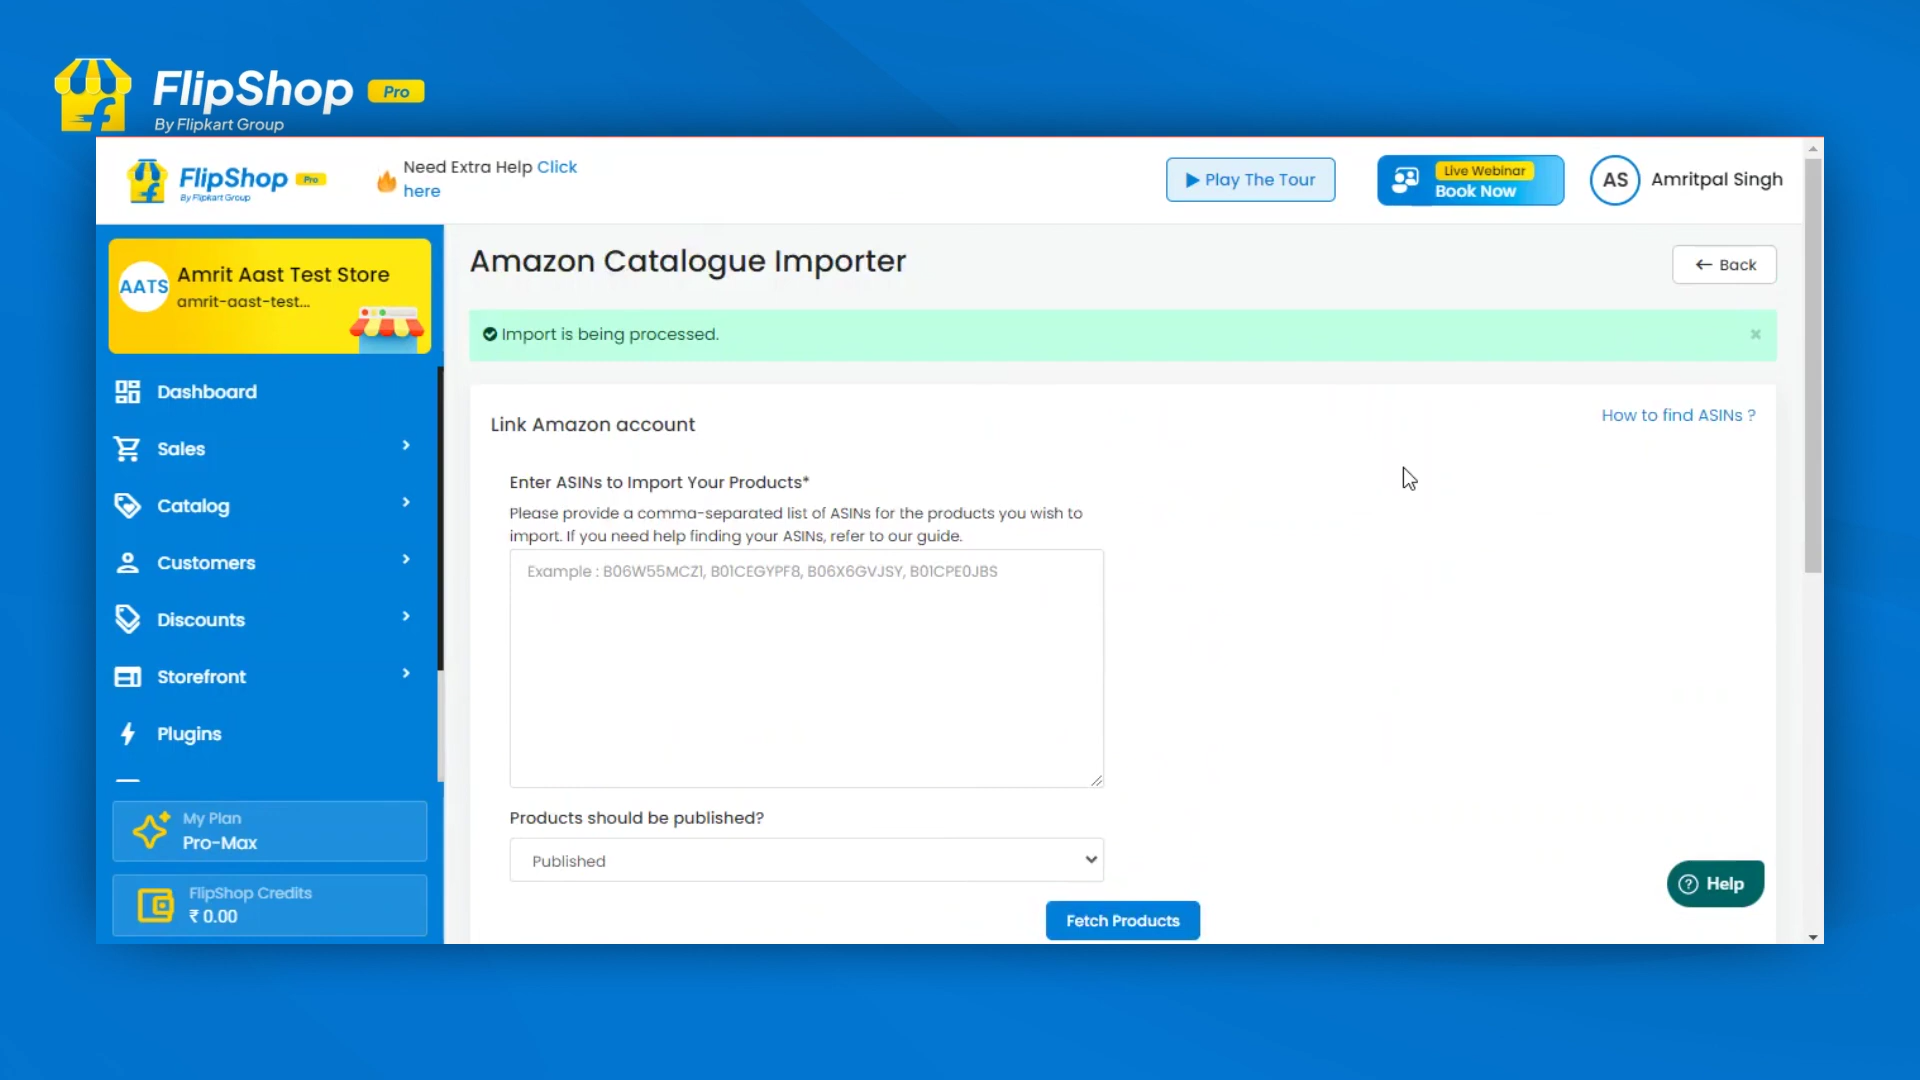 FlipShop Pro
By Flipkart Group
FlipShop Pro
By Flipkart Group
Need Extra Help Click
here
Play The Tour
Live Webinar
Book Now
AS
Amritpal Singh
AATS
Amrit Aast Test Store
amrit-aast-test...
Dashboard
Sales
Catalog
Customers
Discounts
Storefront
Plugins
My Plan
Pro-Max
FlipShop Credits
₹ 0.00
Amazon Catalogue Importer
← Back
Import is being processed.
×
Link Amazon account
How to find ASINs ?
Enter ASINs to Import Your Products*
Please provide a comma-separated list of ASINs for the products you wish to
import. If you need help finding your ASINs, refer to our guide.
Example : B06W55MCZ1, B01CEGYPF8, B06X6GVJSY, B01CPE0JBS
Products should be published?
Published
Fetch Products
? Help